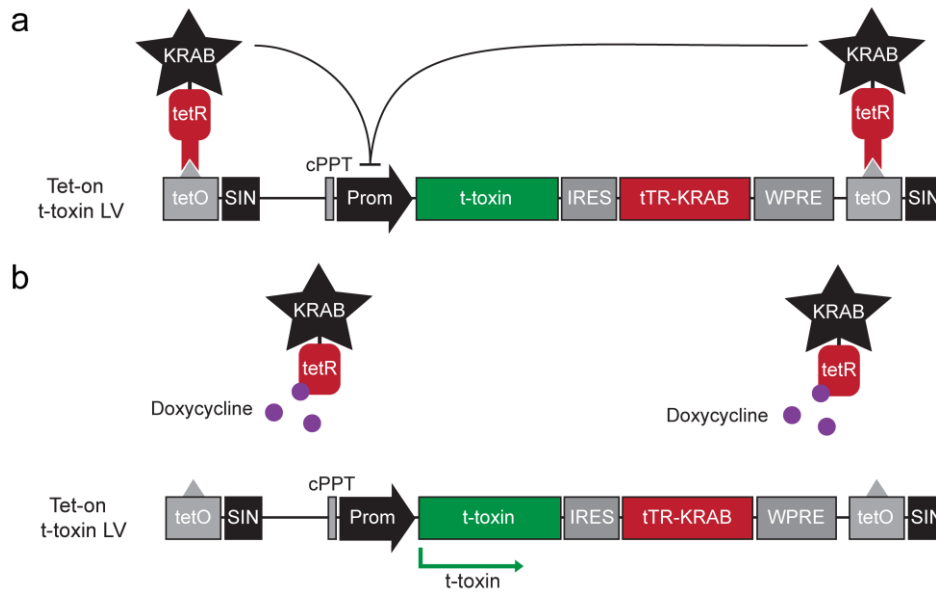 a
KRAB
KRAB
tetR
tetR
cPPT
Tet-on
t-toxin LV
tetO SIN Prom t-toxin IRES tTR-KRAB WPRE tetO SIN
b
KRAB
KRAB
tetR
tetR
Doxycycline
Doxycycline
cPPT
Tet-on
t-toxin LV
tetO SIN Prom t-toxin IRES tTR-KRAB WPRE tetO SIN
t-toxin